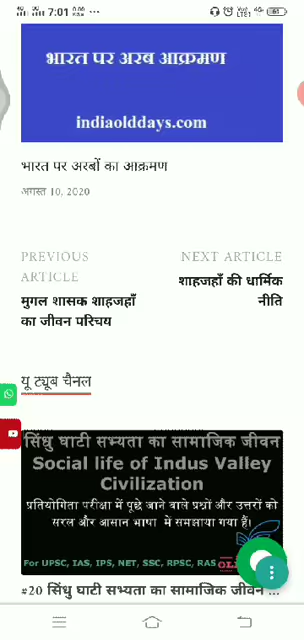 7:01
भारत पर अरब आक्रमण
indiaolddays.com
भारत पर अरबों का आक्रमण
अगस्त 10, 2020
PREVIOUS ARTICLE
मुगल शासक शाहजहाँ का जीवन परिचय
NEXT ARTICLE
शाहजहाँ की धार्मिक नीति
यू ट्यूब चैनल
सिंधु घाटी सभ्यता का सामाजिक जीवन
Social life of Indus Valley
Civilization
प्रतियोगिता परीक्षा में पूछे जाने वाले प्रश्नों और उत्तरों को
सरल और आसान भाषा में समझाया गया हैं!
For UPSC, IAS, IPS, NET, SSC, RPSC, RAS
#20 सिंधु घाटी सभ्यता का सामाजिक जीवन ...